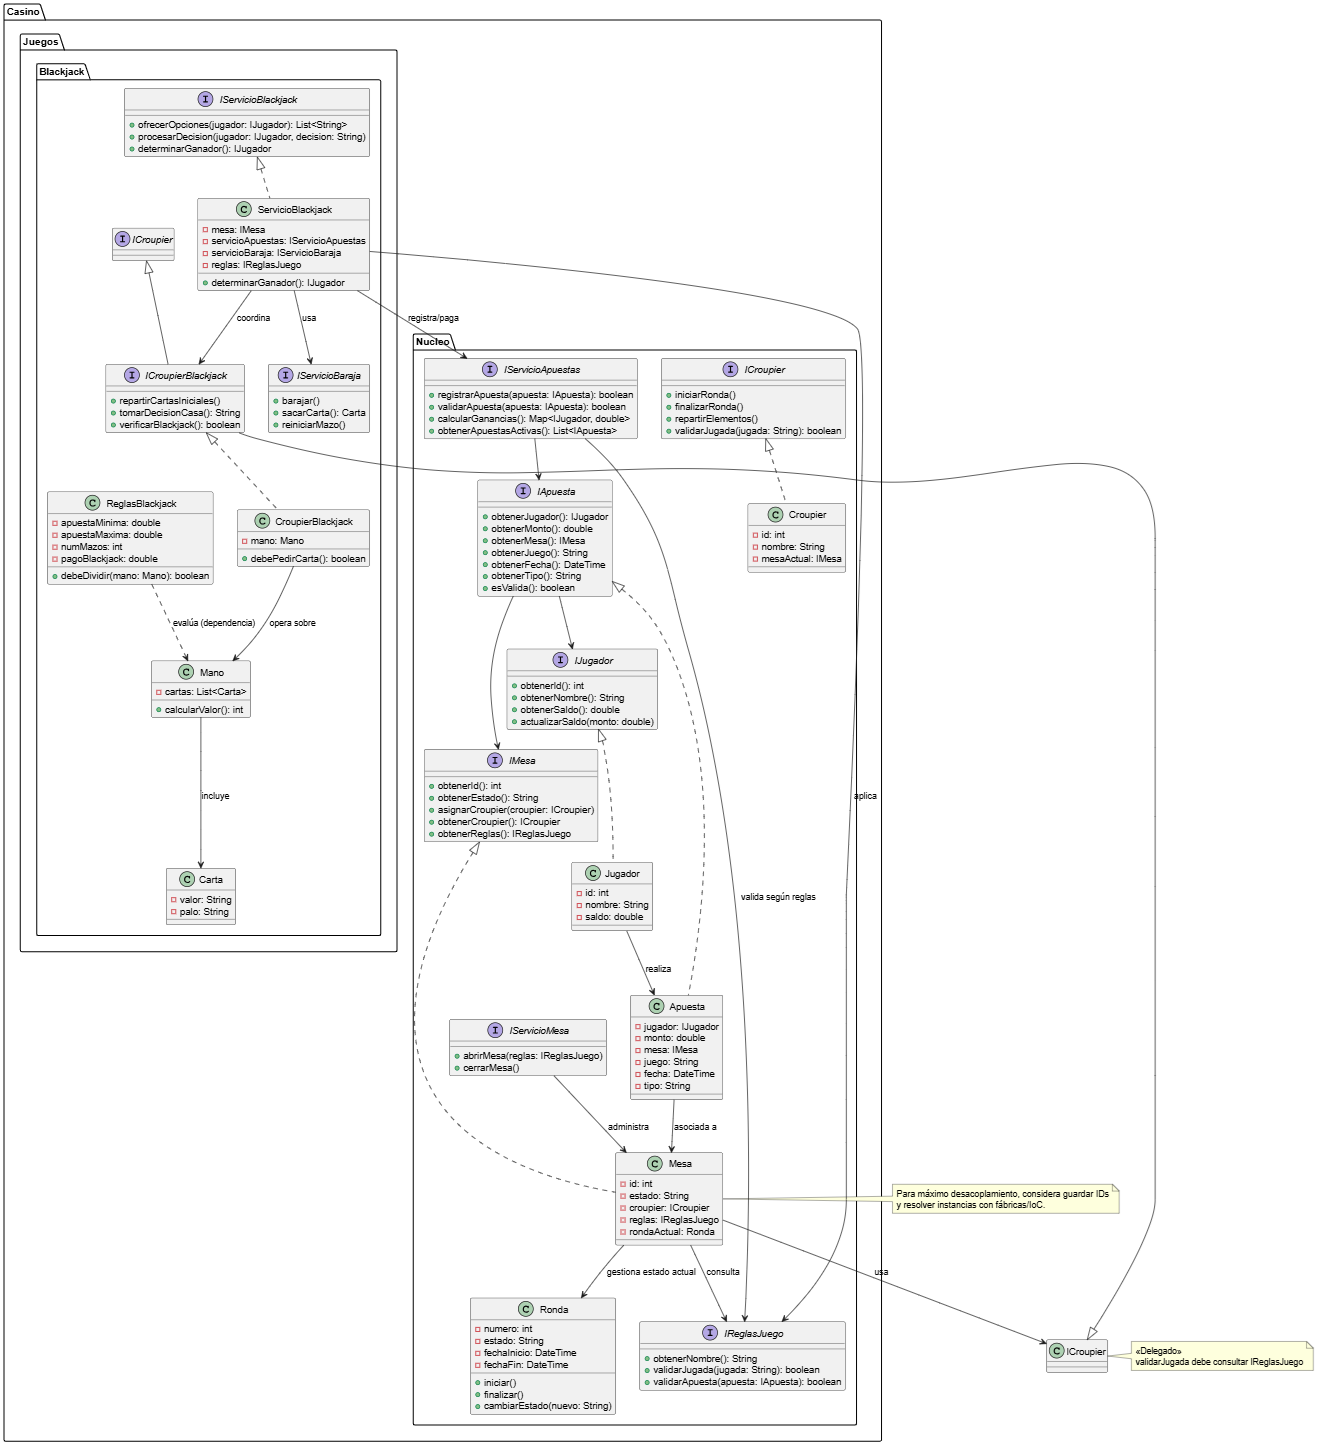 Casino
Juegos
Blackjack
I IServicioBlackjack
ofrecerOpciones(jugador: IJugador): List<String>
procesarDecision(jugador: IJugador, decision: String)
determinarGanador(): IJugador
C ServicioBlackjack
mesa: IMesa
servicioApuestas: IServicioApuestas
servicioBaraja: IServicioBaraja
reglas: IReglasJuego
determinarGanador(): IJugador
I ICroupier
coordina
usa
registra/paga
I ICroupierBlackjack
repartirCartasIniciales()
tomarDecisionCasa(): String
verificarBlackjack(): boolean
I IServicioBaraja
barajar()
sacarCarta(): Carta
reiniciarMazo()
C ReglasBlackjack
apuestaMinima: double
apuestaMaxima: double
numMazos: int
pagoBlackjack: double
debeDividir(mano: Mano): boolean
C CroupierBlackjack
mano: Mano
debePedirCarta(): boolean
evalúa (dependencia)
opera sobre
C Mano
cartas: List<Carta>
calcularValor(): int
incluye
C Carta
valor: String
palo: String
Nucleo
I IServicioApuestas
registrarApuesta(apuesta: IApuesta): boolean
validarApuesta(apuesta: IApuesta): boolean
calcularGanancias(): Map<IJugador, double>
obtenerApuestasActivas(): List<IApuesta>
I ICroupier
iniciarRonda()
finalizarRonda()
repartirElementos()
validarJugada(jugada: String): boolean
I IApuesta
obtenerJugador(): IJugador
obtenerMonto(): double
obtenerMesa(): IMesa
obtenerJuego(): String
obtenerFecha(): DateTime
obtenerTipo(): String
esValida(): boolean
C Croupier
id: int
nombre: String
mesaActual: IMesa
I IJugador
obtenerId(): int
obtenerNombre(): String
obtenerSaldo(): double
actualizarSaldo(monto: double)
I IMesa
obtenerId(): int
obtenerEstado(): String
asignarCroupier(croupier: ICroupier)
obtenerCroupier(): ICroupier
obtenerReglas(): IReglasJuego
aplica
C Jugador
id: int
nombre: String
saldo: double
valida según reglas
realiza
C Apuesta
jugador: IJugador
monto: double
mesa: IMesa
juego: String
fecha: DateTime
tipo: String
I IServicioMesa
abrirMesa(reglas: IReglasJuego)
cerrarMesa()
administra
asociada a
C Mesa
id: int
estado: String
croupier: ICroupier
reglas: IReglasJuego
rondaActual: Ronda
Para máximo desacoplamiento, considera guardar IDs
y resolver instancias con fábricas/IoC.
gestiona estado actual
consulta
usa
C Ronda
numero: int
estado: String
fechaInicio: DateTime
fechaFin: DateTime
iniciar()
finalizar()
cambiarEstado(nuevo: String)
I IReglasJuego
obtenerNombre(): String
validarJugada(jugada: String): boolean
validarApuesta(apuesta: IApuesta): boolean
C ICroupier
«Delegado»
validarJugada debe consultar IReglasJuego